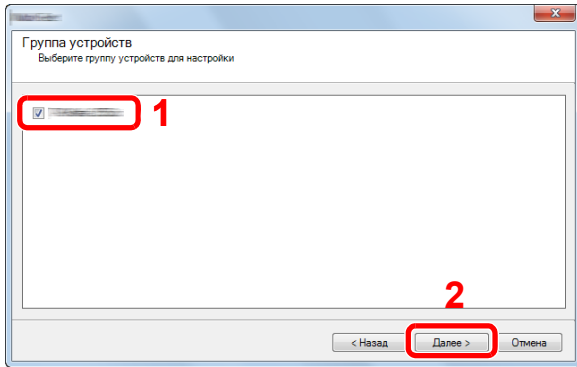 Группа устройств
Выберите группу устройств для настройки
1
2
< Назад
Далее >
Отмена